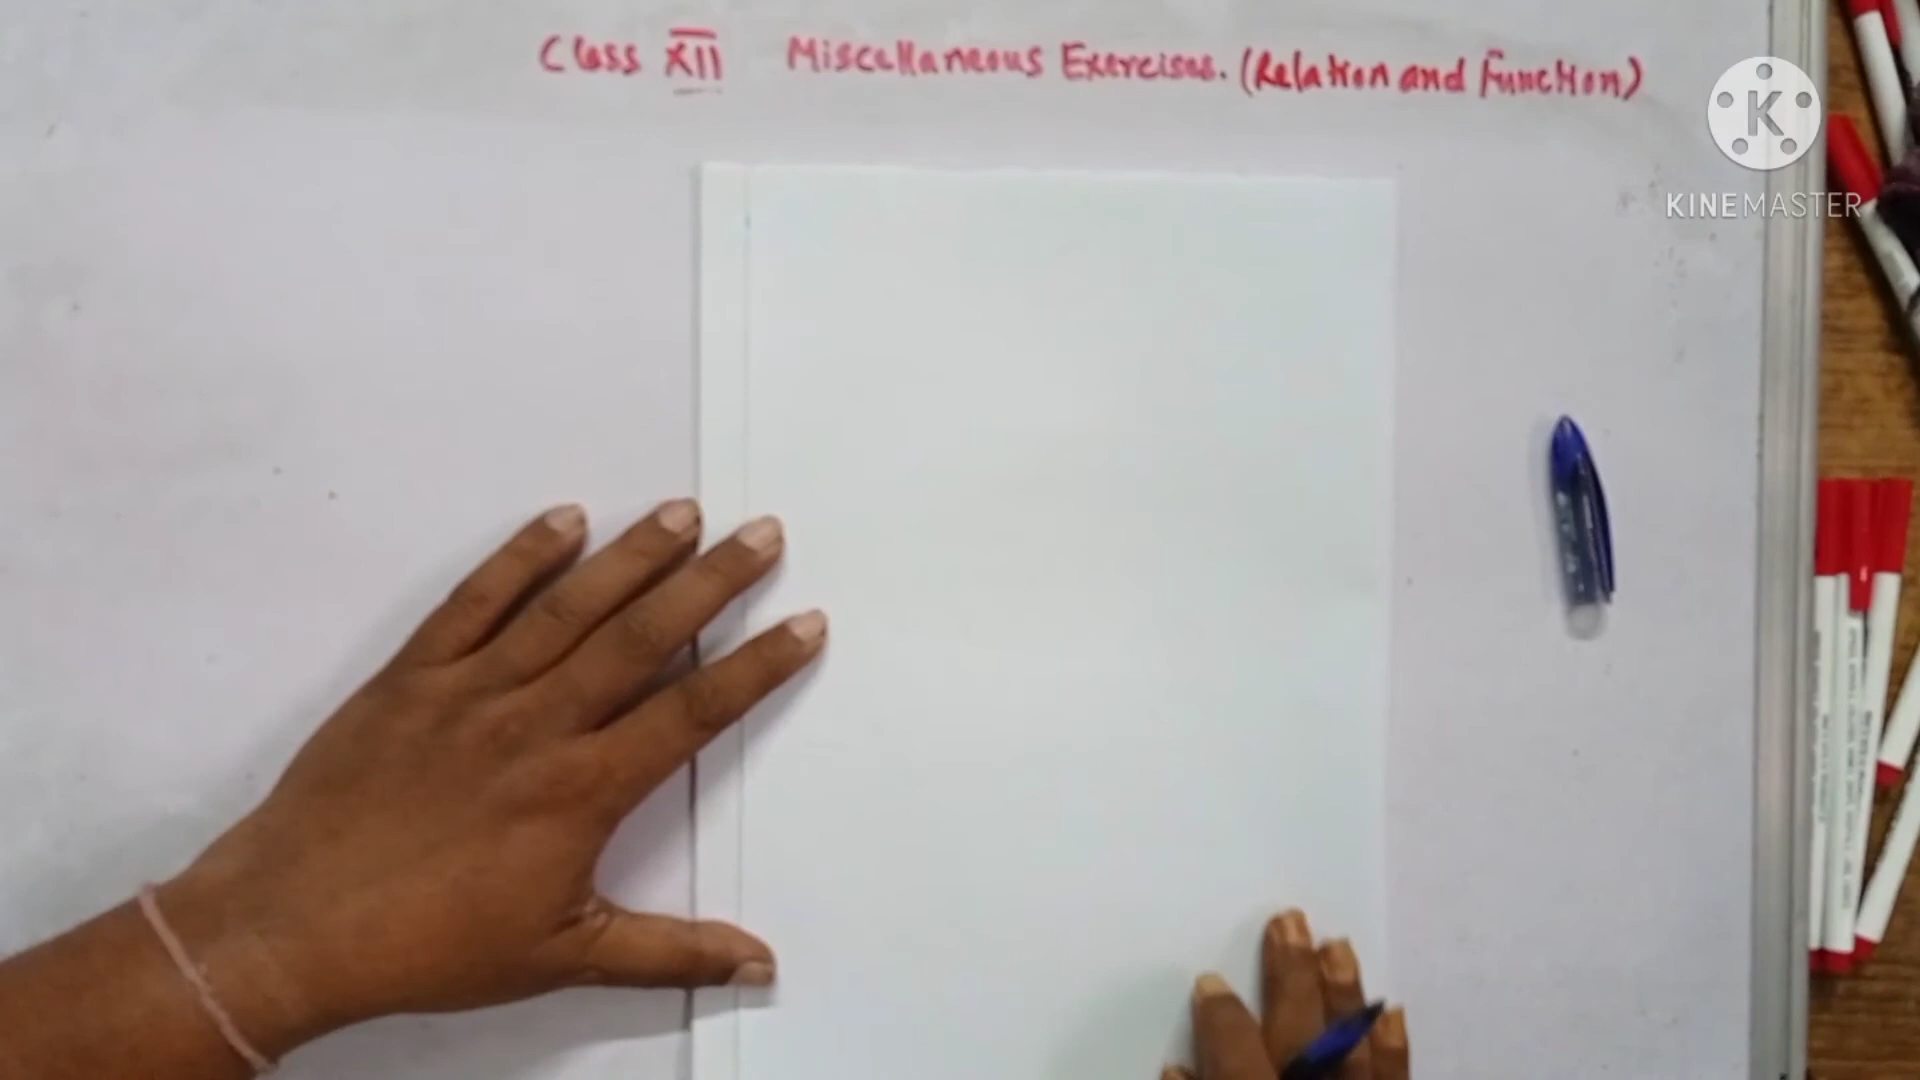 Class XII Miscellaneous Exercises. (Relation and Function)
K
KINEMASTER